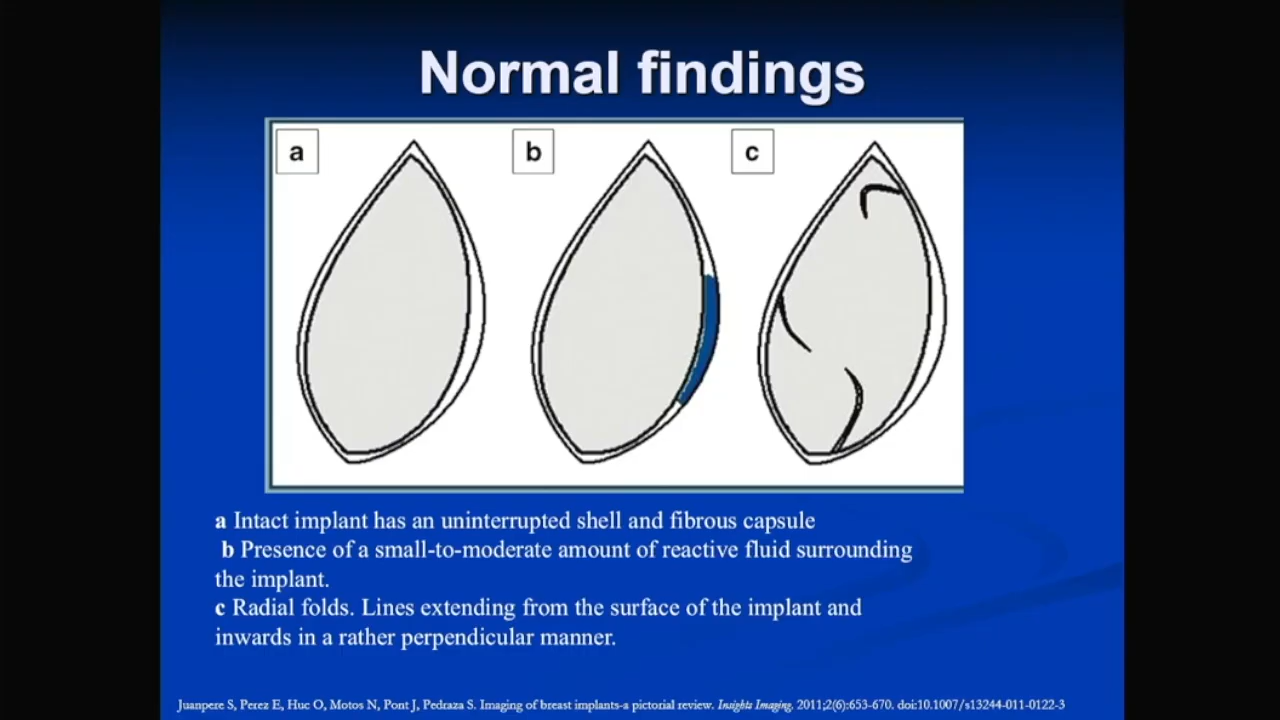 Normal findings
a
b
c
a Intact implant has an uninterrupted shell and fibrous capsule
b Presence of a small-to-moderate amount of reactive fluid surrounding
the implant.
c Radial folds. Lines extending from the surface of the implant and
inwards in a rather perpendicular manner.
Juanpere S, Perez E, Huc O, Motos N, Pont J, Pedraza S. Imaging of breast implants-a pictorial review. Insights Imaging. 2011;2(6):653-670. doi:10.1007/s13244-011-0122-3